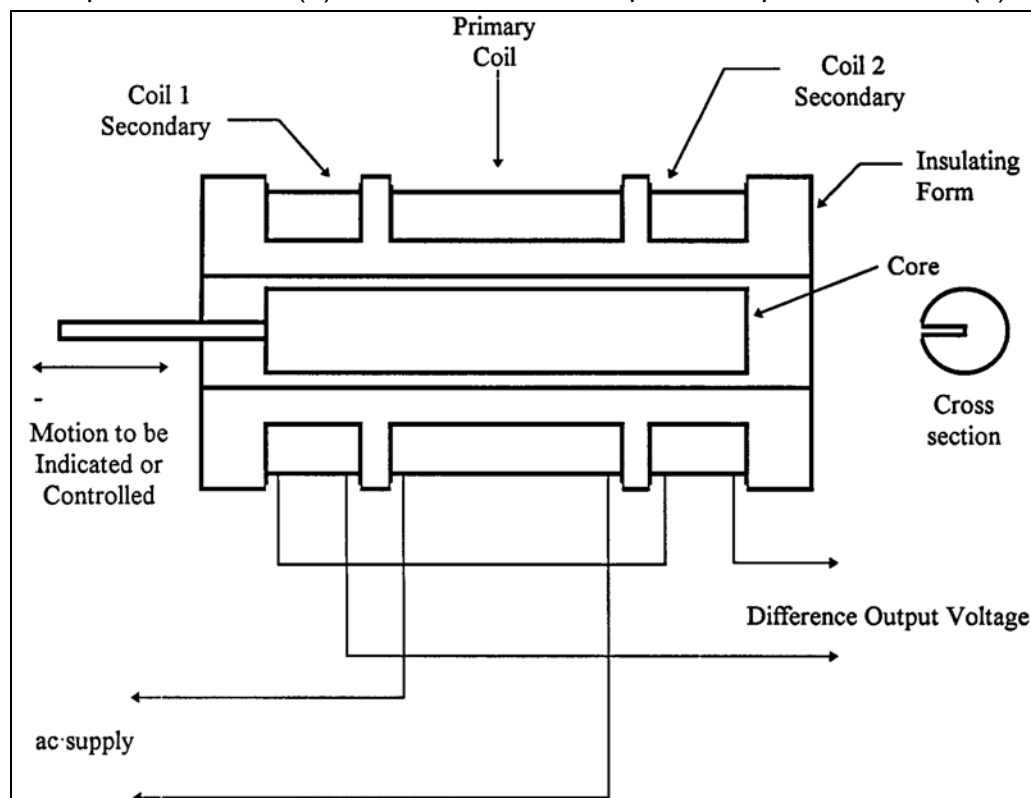 Primary
Coil
Coil 1
Secondary
Coil 2
Secondary
Insulating
Form
Core
-
Motion to be
Indicated or
Controlled
Cross
section
Difference Output Voltage
ac·supply